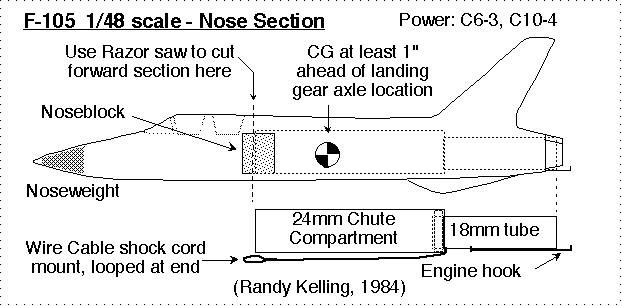 F-105 1/48 scale - Nose Section
Power: C6-3, C10-4
Use Razor saw to cut
forward section here
CG at least 1"
ahead of landing
gear axle location
Noseblock
Noseweight
24mm Chute
Compartment
18mm tube
Wire Cable shock cord
mount, looped at end
Engine hook
(Randy Kelling, 1984)